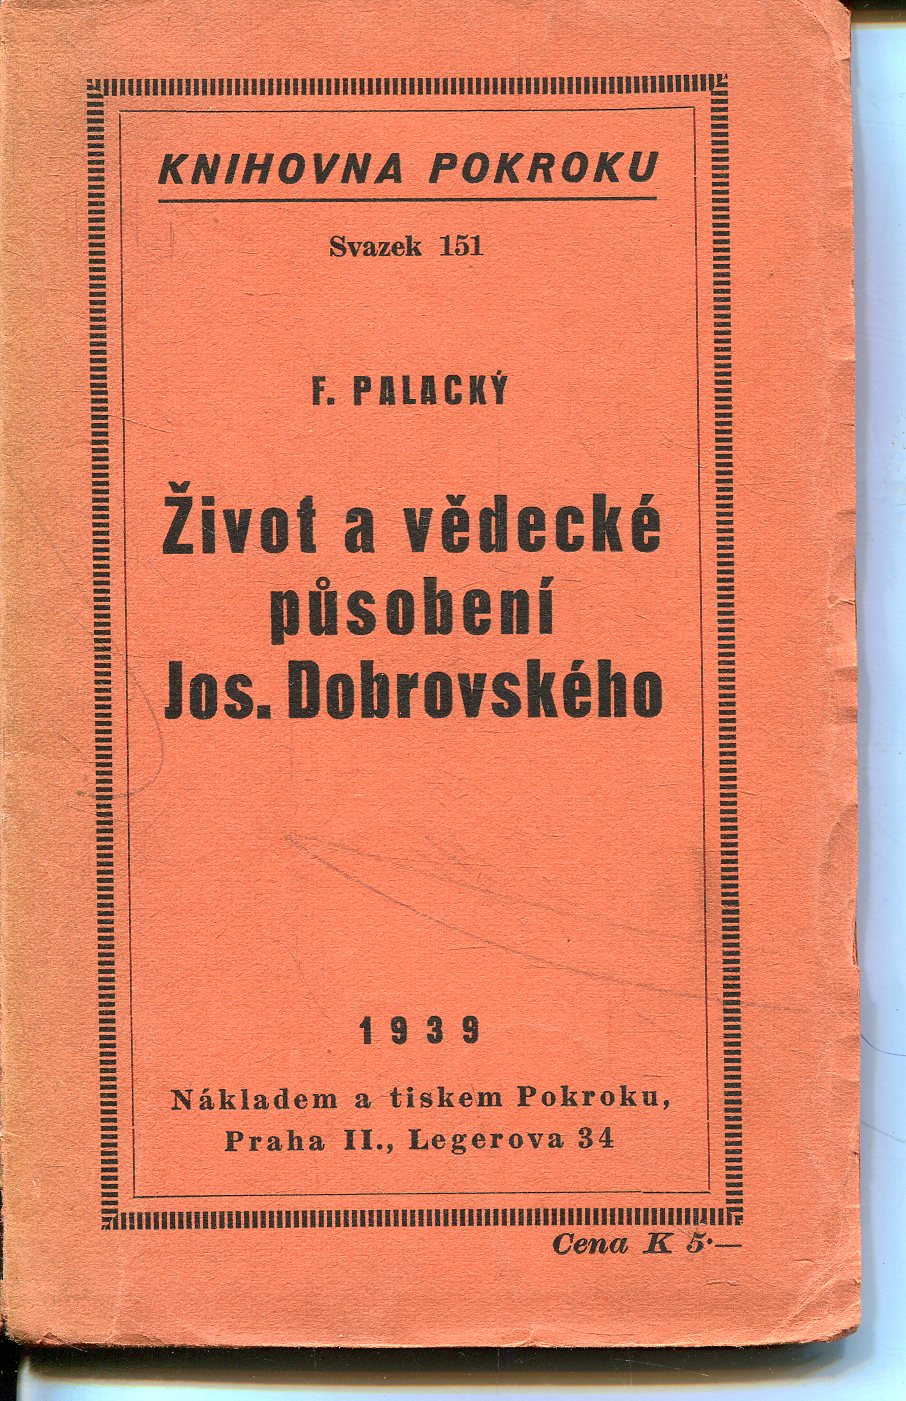 KNIHOVNA POKROKU
Svazek 151
F. PALACKÝ
Život a vědecké
působení
Jos. Dobrovského
1939
Nákladem a tiskem Pokroku,
Praha II., Legerova 34
Cena K 5·—